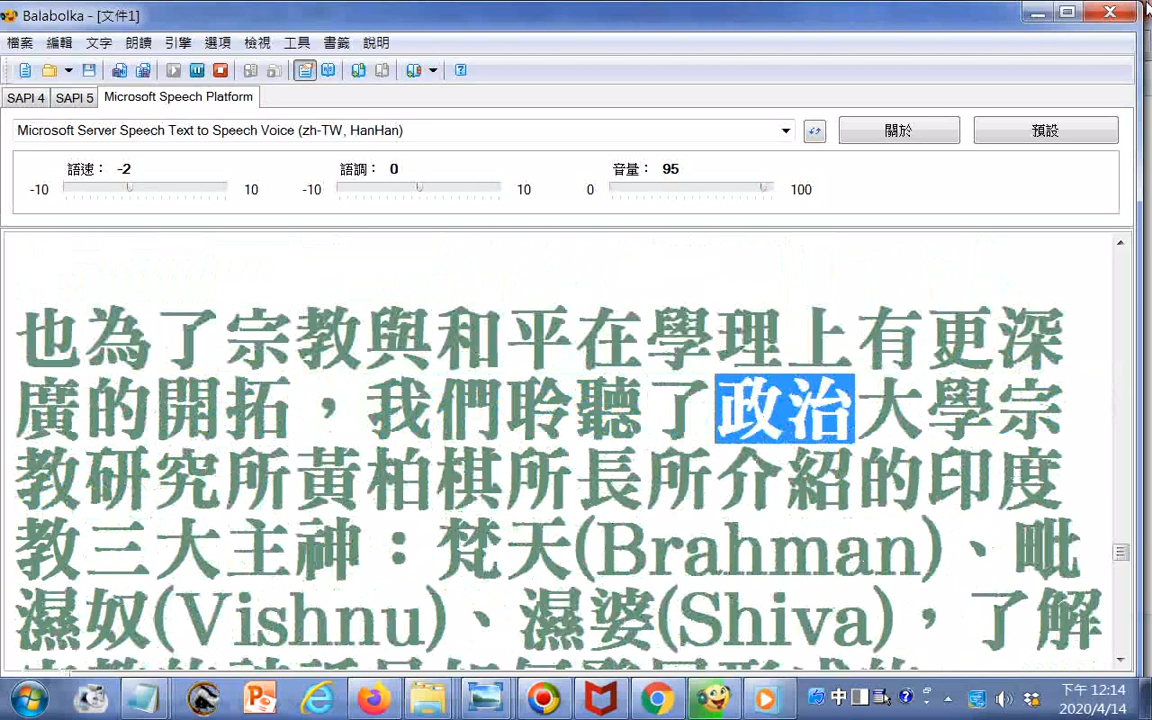 Balabolka - [文件1]
檔案 編輯 文字 朗讀 引擎 選項 檢視 工具 書籤 說明
SAPI 4 SAPI 5 Microsoft Speech Platform
Microsoft Server Speech Text to Speech Voice (zh-TW, HanHan) 關於 預設
語速： -2 語調： 0 音量： 95
-10 10 -10 10 0 100
也為了宗教與和平在學理上有更深
廣的開拓，我們聆聽了政治大學宗
教研究所黃柏棋所長所介紹的印度
教三大主神：梵天(Brahman)、毗
濕奴(Vishnu)、濕婆(Shiva)，了解
中
下午 12:14
2020/4/14